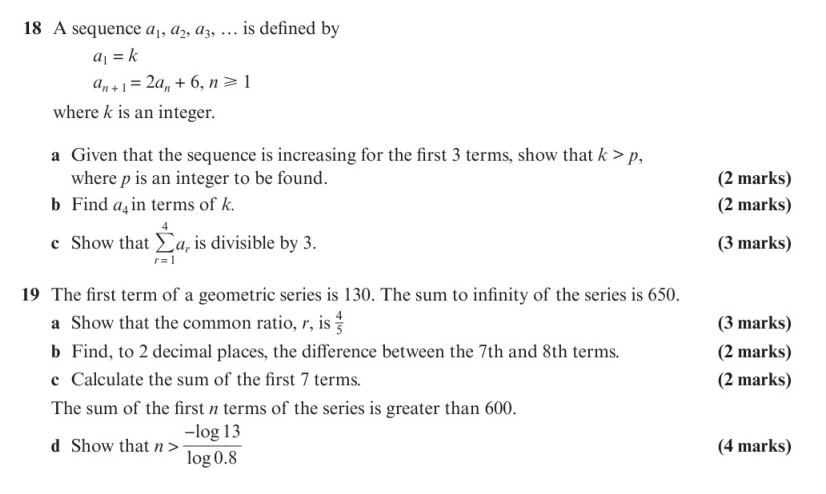 18 A sequence a₁, a₂, a₃, … is defined by
a₁ = k
aₙ₊₁ = 2aₙ + 6, n ⩾ 1
where k is an integer.
a Given that the sequence is increasing for the first 3 terms, show that k > p,
where p is an integer to be found. (2 marks)
b Find a₄ in terms of k. (2 marks)
c Show that ∑⁴ᵣ₌₁ aᵣ is divisible by 3. (3 marks)
19 The first term of a geometric series is 130. The sum to infinity of the series is 650.
a Show that the common ratio, r, is 4/5 (3 marks)
b Find, to 2 decimal places, the difference between the 7th and 8th terms. (2 marks)
c Calculate the sum of the first 7 terms. (2 marks)
The sum of the first n terms of the series is greater than 600.
d Show that n > −log 13 / log 0.8 (4 marks)